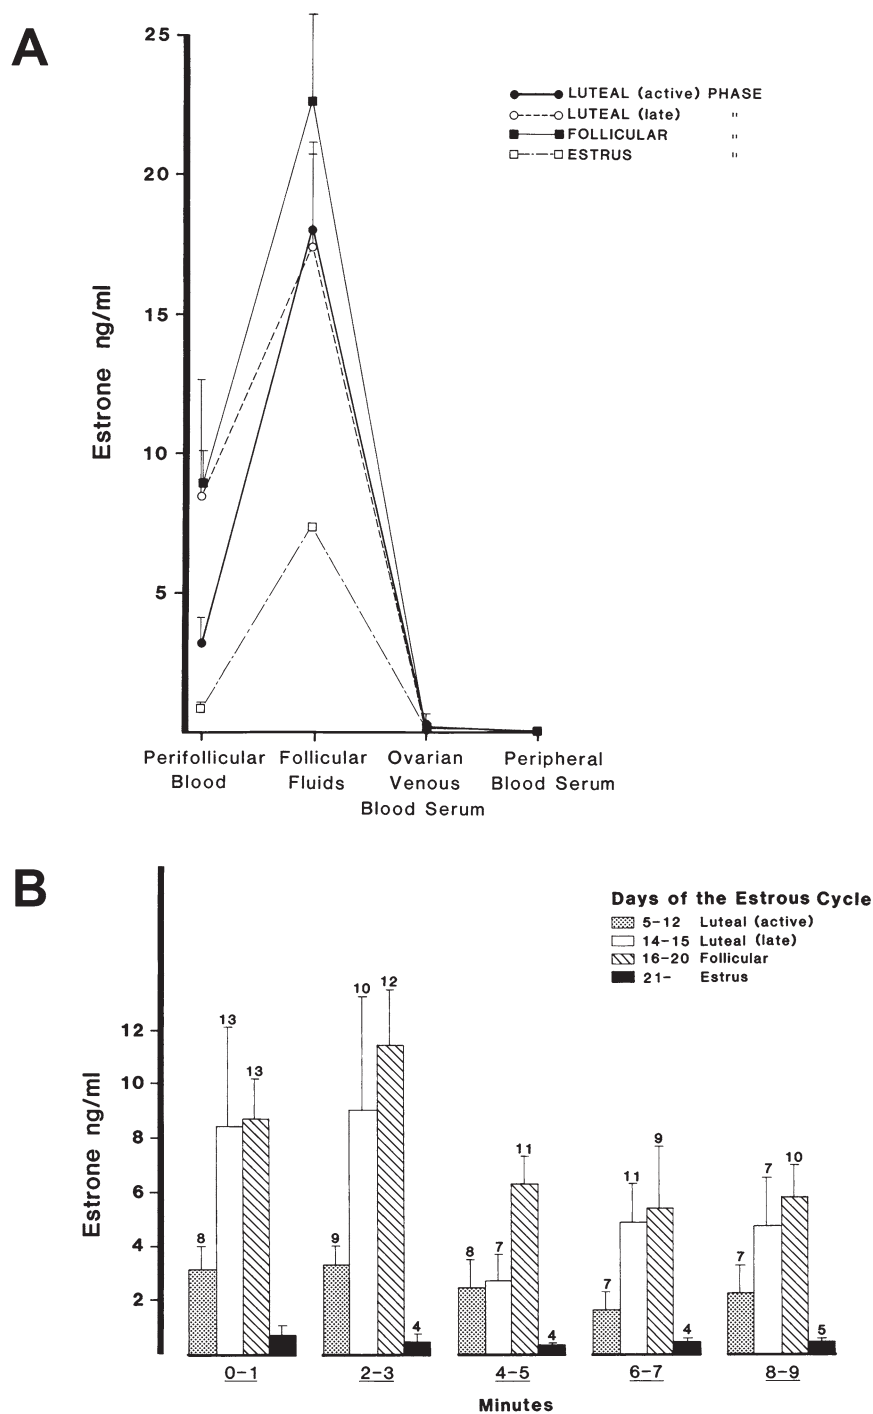 A
25
20
15
10
5
Estrone ng/ml
LUTEAL (active) PHASE
LUTEAL (late) "
FOLLICULAR "
ESTRUS "
Perifollicular Follicular Ovarian Peripheral
Blood Fluids Venous Blood Serum
Blood Serum
B
Days of the Estrous Cycle
5-12 Luteal (active)
14-15 Luteal (late)
16-20 Follicular
21- Estrus
12
10
8
6
4
2
Estrone ng/ml
8 13 13
9 10 12 4
8 7 11 4
7 11 9 4
7 7 10 5
0-1 2-3 4-5 6-7 8-9
Minutes